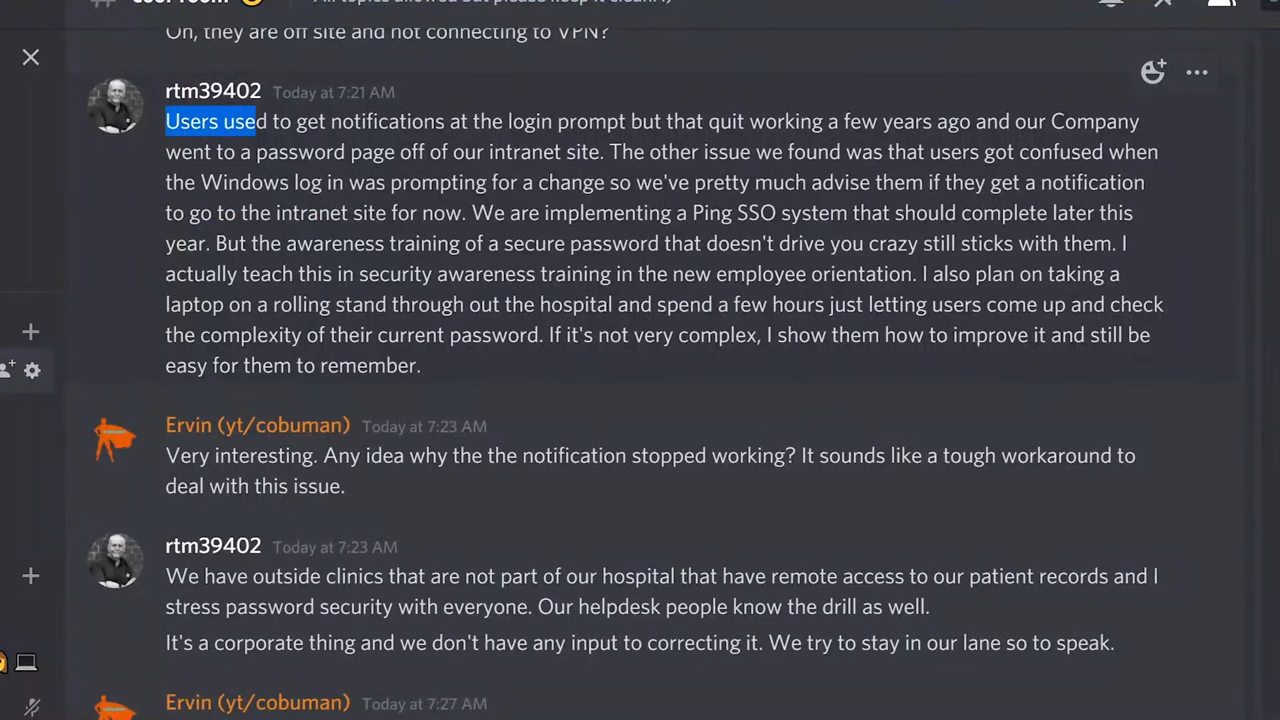 On, they are off site and not connecting to VPN?
rtm39402 Today at 7:21 AM
Users used to get notifications at the login prompt but that quit working a few years ago and our Company
went to a password page off of our intranet site. The other issue we found was that users got confused when
the Windows log in was prompting for a change so we've pretty much advise them if they get a notification
to go to the intranet site for now. We are implementing a Ping SSO system that should complete later this
year. But the awareness training of a secure password that doesn't drive you crazy still sticks with them. I
actually teach this in security awareness training in the new employee orientation. I also plan on taking a
laptop on a rolling stand through out the hospital and spend a few hours just letting users come up and check
the complexity of their current password. If it's not very complex, I show them how to improve it and still be
easy for them to remember.
Ervin (yt/cobuman) Today at 7:23 AM
Very interesting. Any idea why the the notification stopped working? It sounds like a tough workaround to
deal with this issue.
rtm39402 Today at 7:23 AM
We have outside clinics that are not part of our hospital that have remote access to our patient records and I
stress password security with everyone. Our helpdesk people know the drill as well.
It's a corporate thing and we don't have any input to correcting it. We try to stay in our lane so to speak.
Ervin (yt/cobuman) Today at 7:27 AM